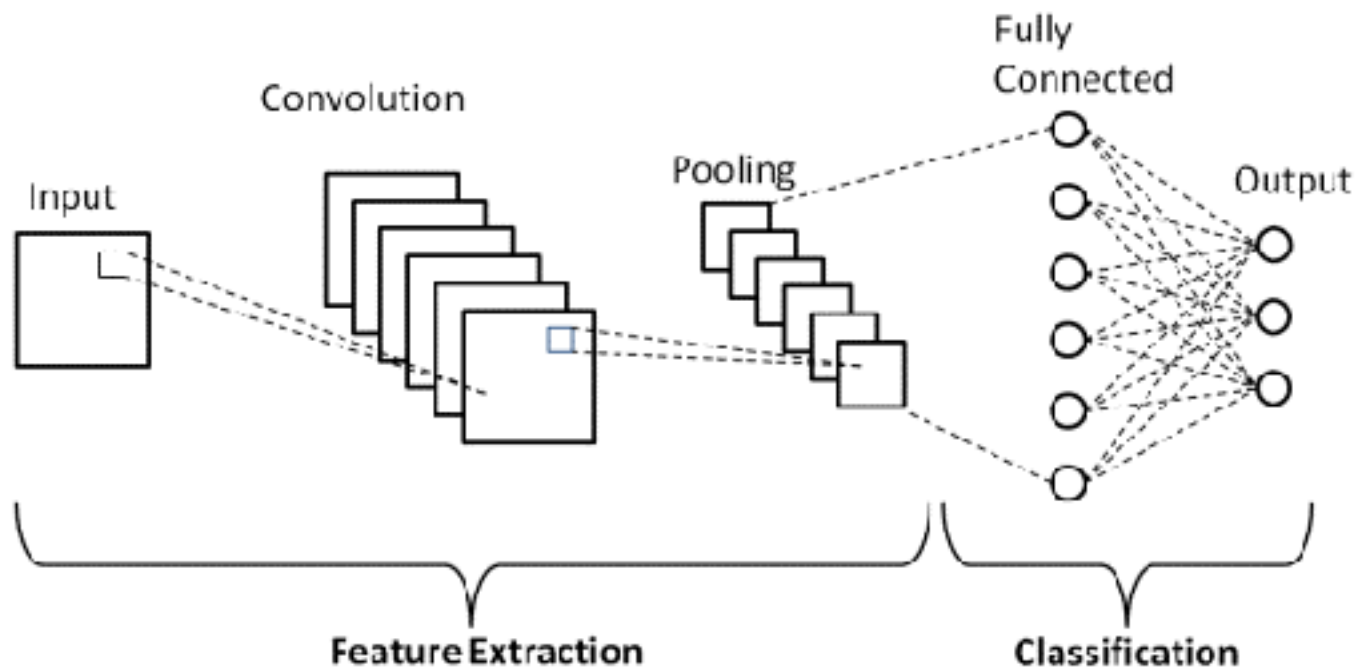 Input
Convolution
Pooling
Fully
Connected
Output
Feature Extraction
Classification